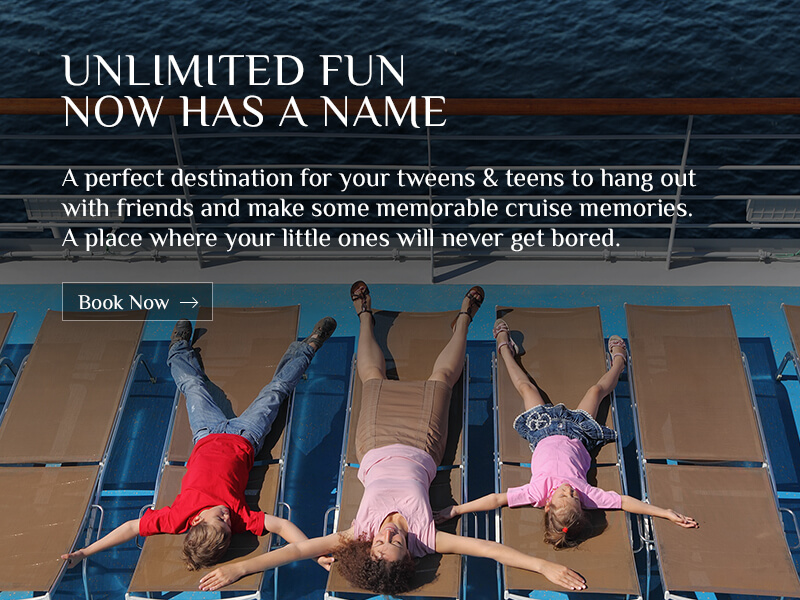 UNLIMITED FUN
NOW HAS A NAME
A perfect destination for your tweens & teens to hang out
with friends and make some memorable cruise memories.
A place where your little ones will never get bored.
Book Now →